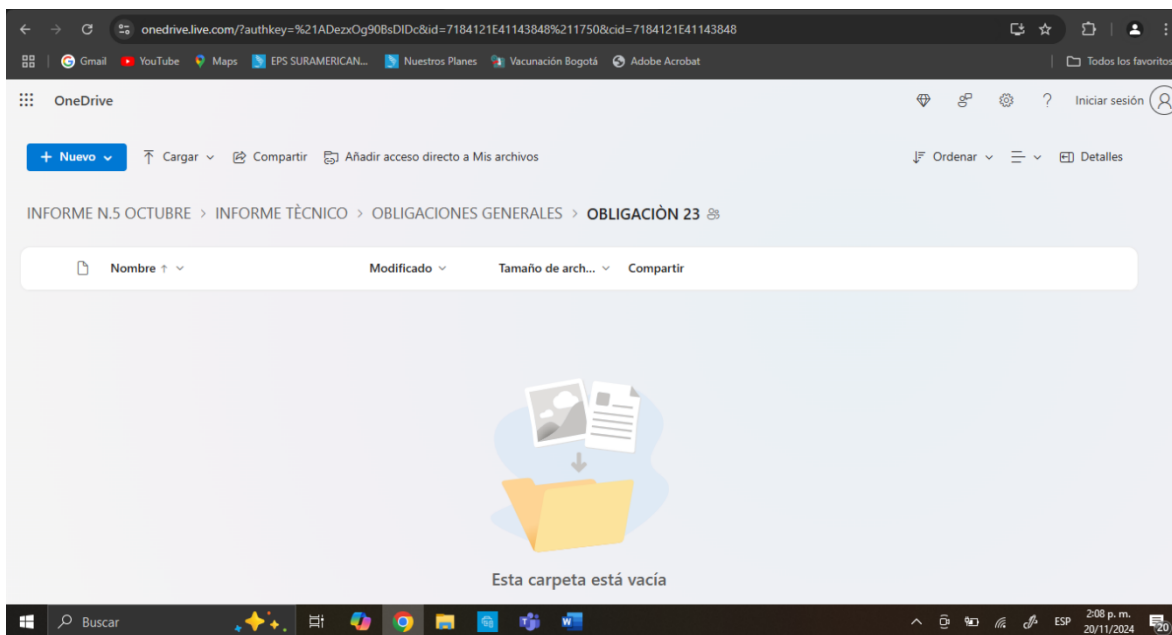 onedrive.live.com/?authkey=%21ADezxOg90BsDIDc&id=7184121E41143848%211750&cid=7184121E41143848
Gmail YouTube Maps EPS SURAMERICAN... Nuestros Planes Vacunación Bogotá Adobe Acrobat Todos los favoritos
OneDrive Iniciar sesión
+ Nuevo Cargar Compartir Añadir acceso directo a Mis archivos Ordenar Detalles
INFORME N.5 OCTUBRE > INFORME TÈCNICO > OBLIGACIONES GENERALES > OBLIGACIÒN 23
Nombre ↑ Modificado Tamaño de arch... Compartir
Esta carpeta está vacía
Buscar ESP 2:08 p. m.
20/11/2024 20